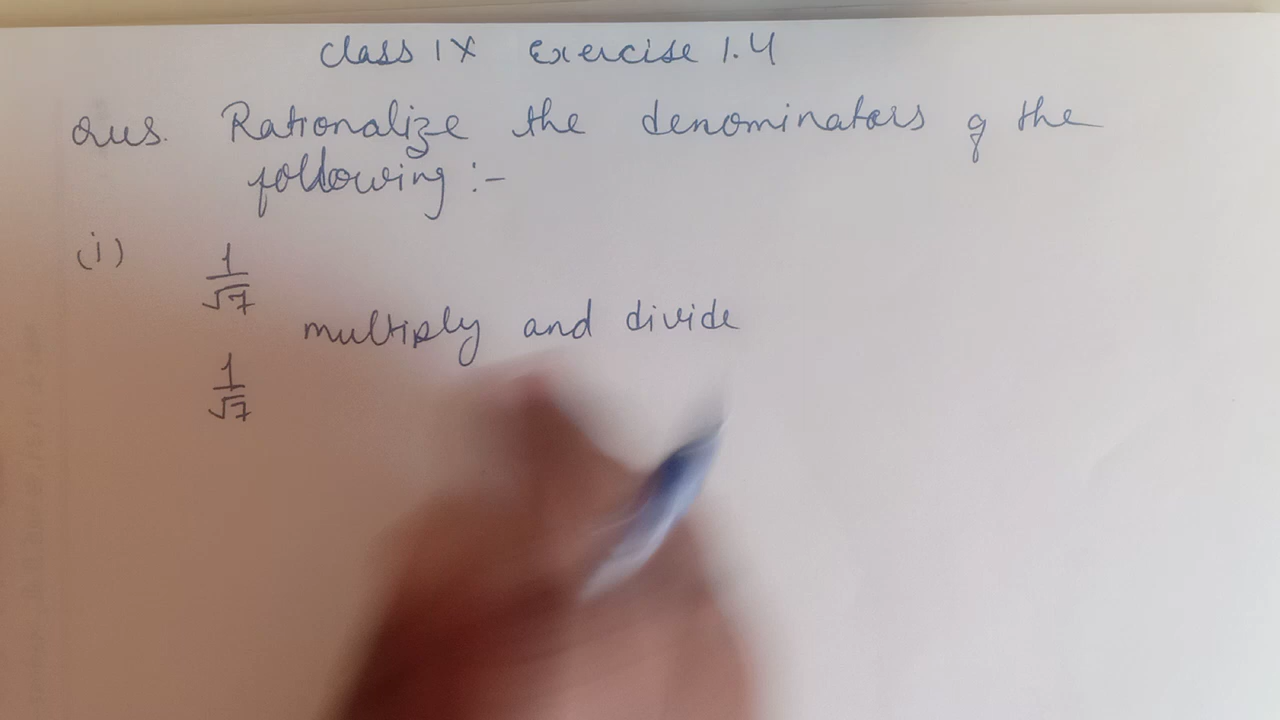 Class IX Exercise 1.4
Ques. Rationalize the denominators of the
following :-
(i) 1/√7
multiply and divide
1/√7